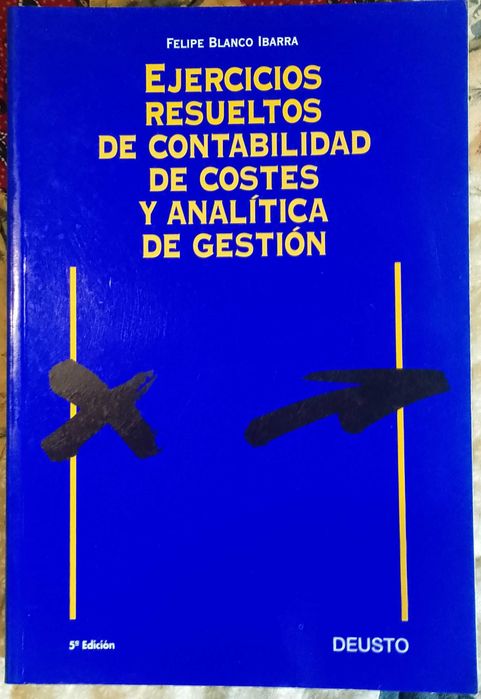 FELIPE BLANCO IBARRA
EJERCICIOS
RESUELTOS
DE CONTABILIDAD
DE COSTES
Y ANALÍTICA
DE GESTIÓN
5ª Edición
DEUSTO